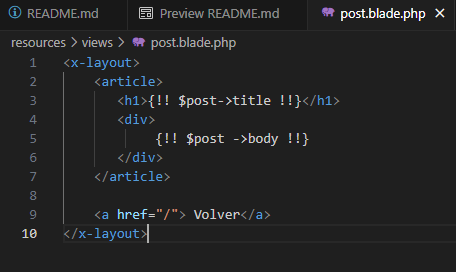 README.md Preview README.md post.blade.php
resources > views > post.blade.php
1 <x-layout>
2 <article>
3 <h1>{!! $post->title !!}</h1>
4 <div>
5 {!! $post ->body !!}
6 </div>
7 </article>
8
9 <a href="/"> Volver</a>
10 </x-layout>